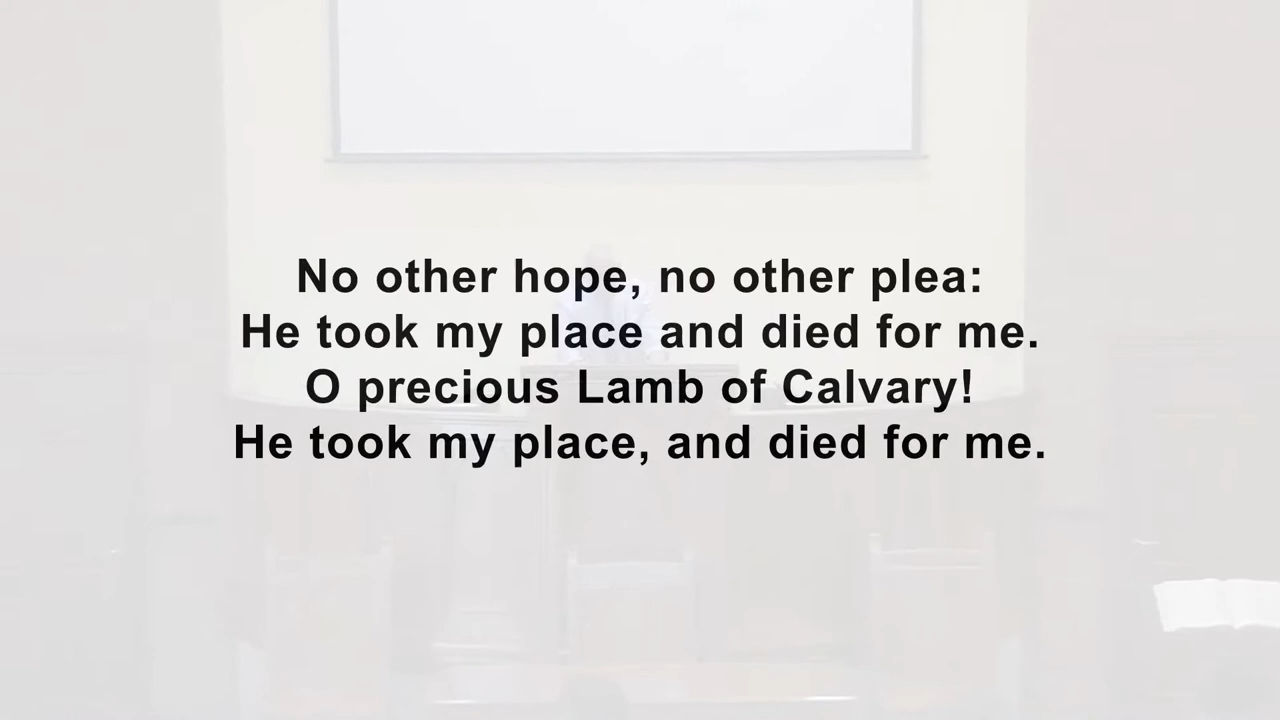 No other hope, no other plea:
He took my place and died for me.
O precious Lamb of Calvary!
He took my place, and died for me.